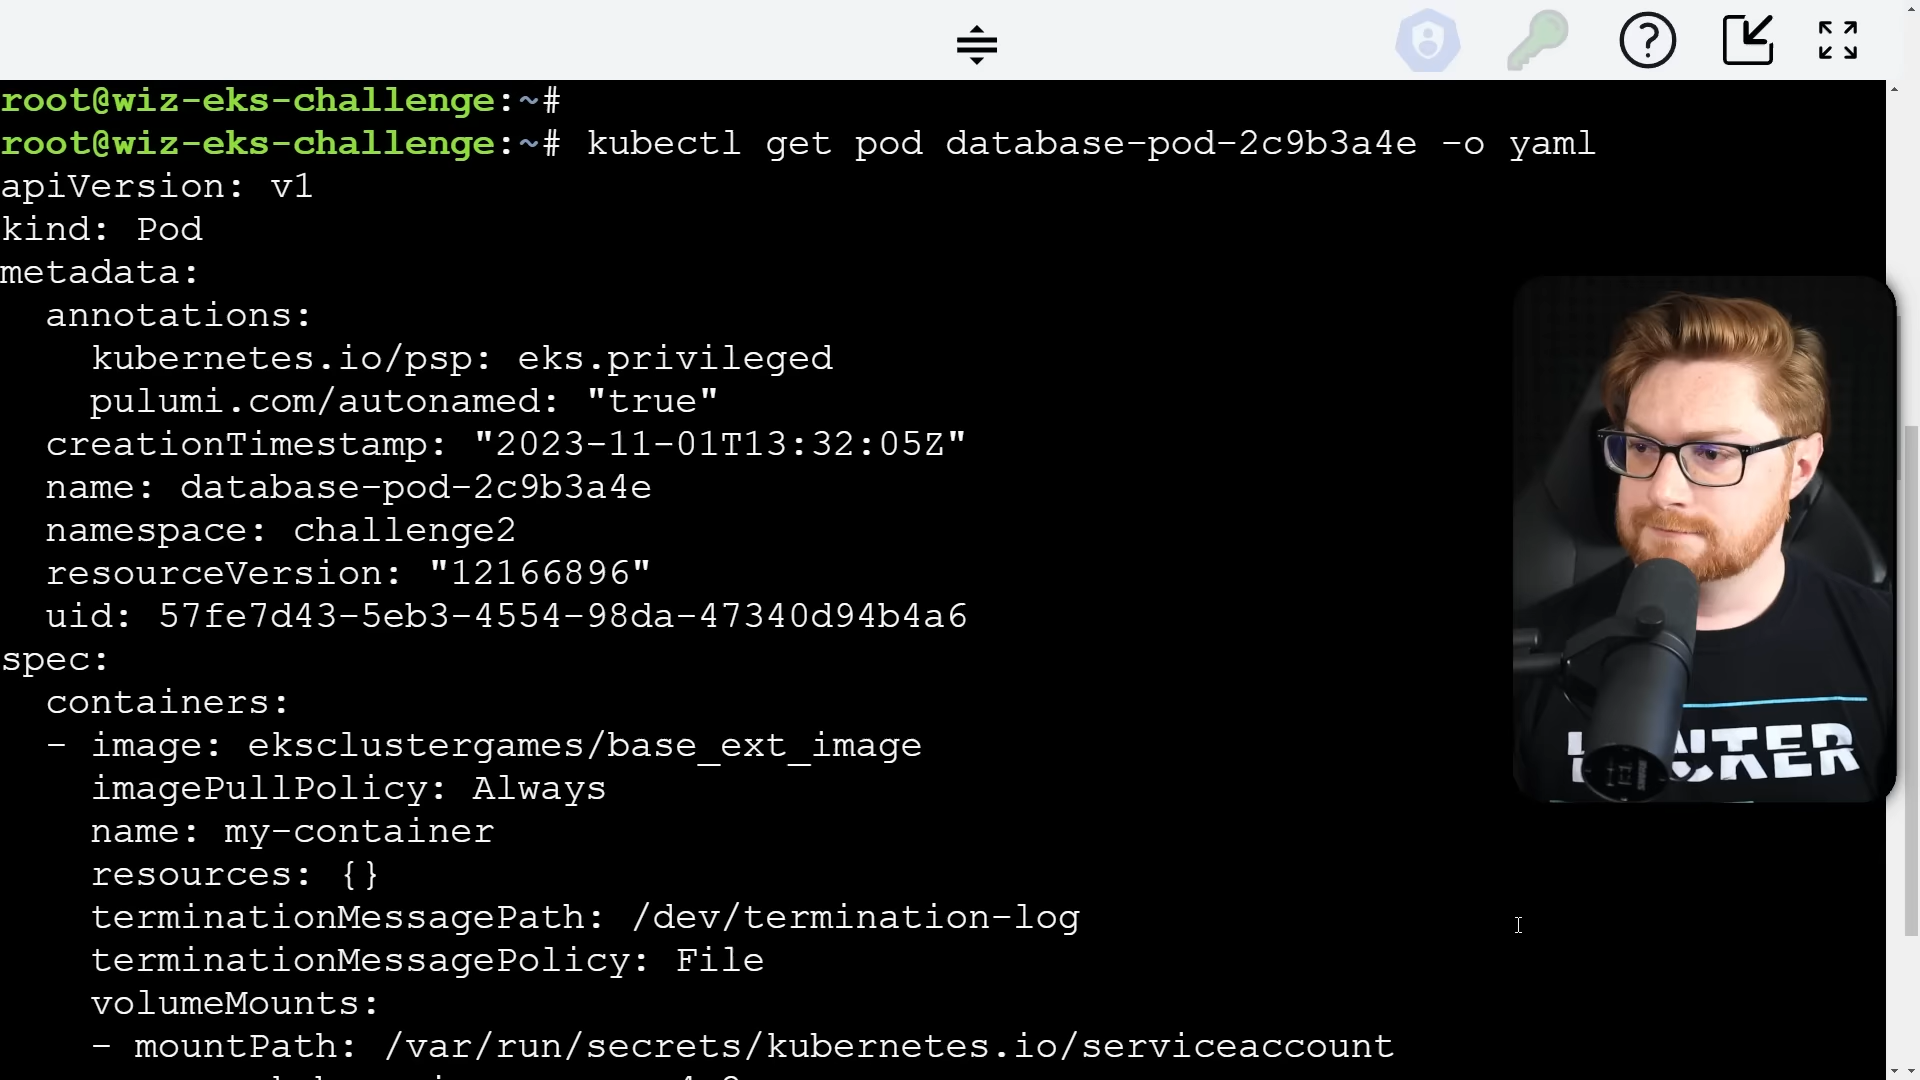 root@wiz-eks-challenge:~#
root@wiz-eks-challenge:~# kubectl get pod database-pod-2c9b3a4e -o yaml
apiVersion: v1
kind: Pod
metadata:
  annotations:
    kubernetes.io/psp: eks.privileged
    pulumi.com/autonamed: "true"
  creationTimestamp: "2023-11-01T13:32:05Z"
  name: database-pod-2c9b3a4e
  namespace: challenge2
  resourceVersion: "12166896"
  uid: 57fe7d43-5eb3-4554-98da-47340d94b4a6
spec:
  containers:
  - image: eksclustergames/base_ext_image
    imagePullPolicy: Always
    name: my-container
    resources: {}
    terminationMessagePath: /dev/termination-log
    terminationMessagePolicy: File
    volumeMounts:
    - mountPath: /var/run/secrets/kubernetes.io/serviceaccount